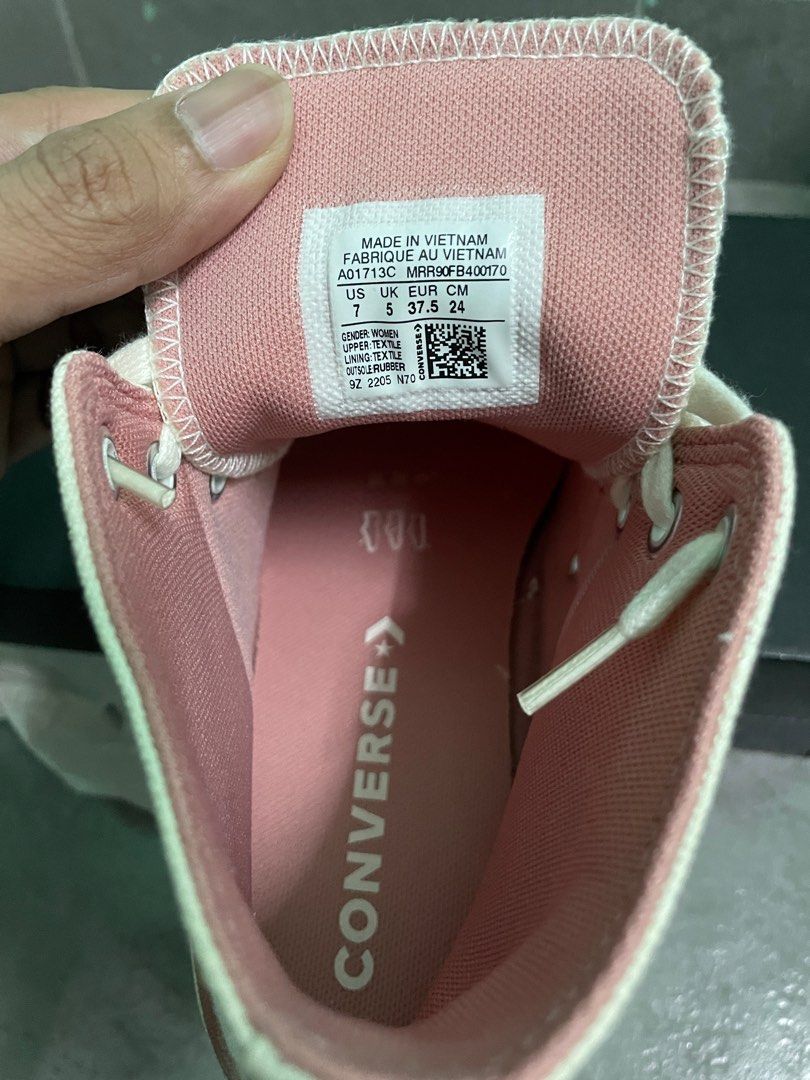 MADE IN VIETNAM
FABRIQUE AU VIETNAM
A01713C MRR90FB400170
US UK EUR CM
7 5 37.5 24
GENDER: WOMEN
UPPER: TEXTILE
LINING: TEXTILE
OUTSOLE: RUBBER
9Z 2205 N70
CONVERSE
CONVERSE